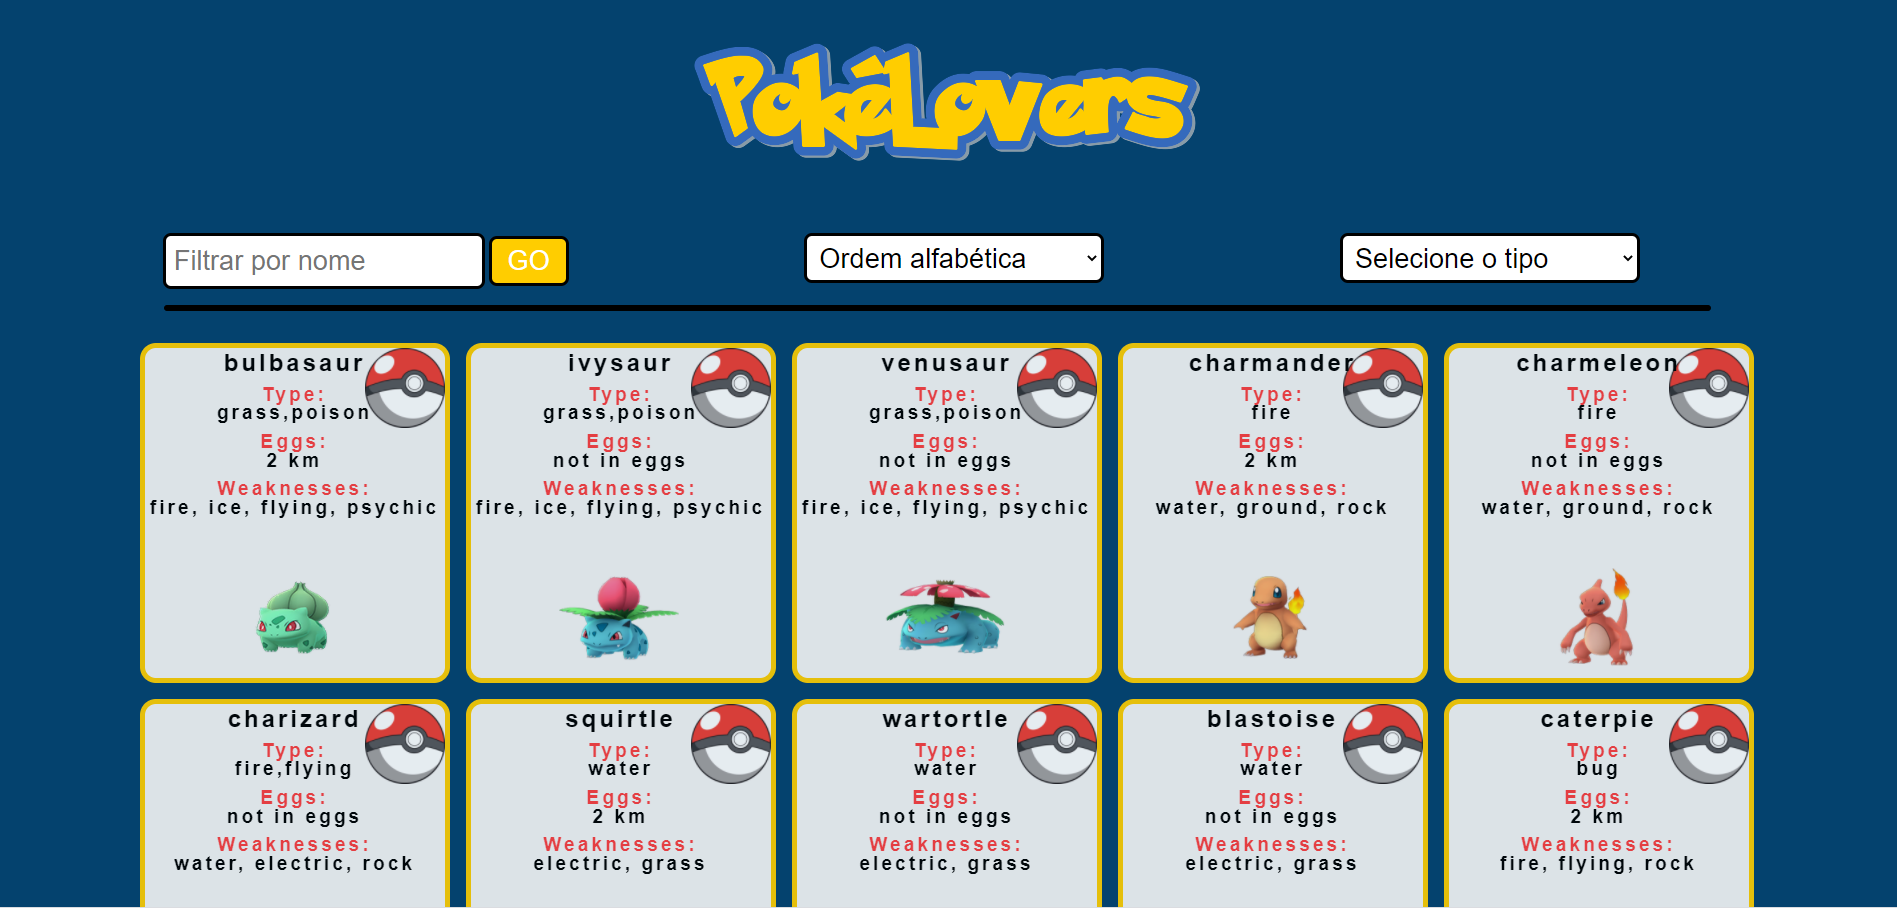 PokéLovers
Filtrar por nome GO Ordem alfabética Selecione o tipo
bulbasaur
Type:
grass,poison
Eggs:
2 km
Weaknesses:
fire, ice, flying, psychic
ivysaur
Type:
grass,poison
Eggs:
not in eggs
Weaknesses:
fire, ice, flying, psychic
venusaur
Type:
grass,poison
Eggs:
not in eggs
Weaknesses:
fire, ice, flying, psychic
charmander
Type:
fire
Eggs:
2 km
Weaknesses:
water, ground, rock
charmeleon
Type:
fire
Eggs:
not in eggs
Weaknesses:
water, ground, rock
charizard
Type:
fire,flying
Eggs:
not in eggs
Weaknesses:
water, electric, rock
squirtle
Type:
water
Eggs:
2 km
Weaknesses:
electric, grass
wartortle
Type:
water
Eggs:
not in eggs
Weaknesses:
electric, grass
blastoise
Type:
water
Eggs:
not in eggs
Weaknesses:
electric, grass
caterpie
Type:
bug
Eggs:
2 km
Weaknesses:
fire, flying, rock